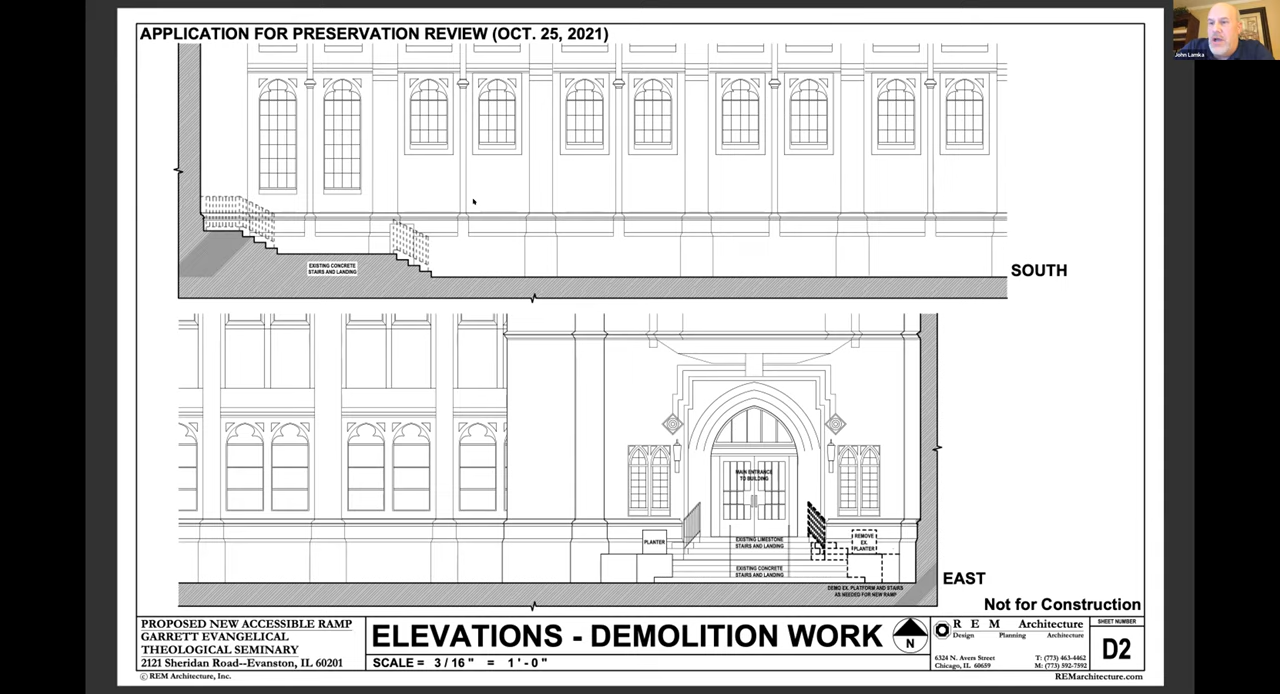 APPLICATION FOR PRESERVATION REVIEW (OCT. 25, 2021)
John Lamka
EXISTING CONCRETE
STAIRS AND LANDING
SOUTH
MAIN ENTRANCE
TO BUILDING
PLANTER
EXISTING LIMESTONE
STAIRS AND LANDING
REMOVE
EX.
PLANTER
EXISTING CONCRETE
STAIRS AND LANDING
DEMO EX. PLATFORM AND STAIRS
AS NEEDED FOR NEW RAMP
EAST
Not for Construction
PROPOSED NEW ACCESSIBLE RAMP
GARRETT EVANGELICAL
THEOLOGICAL SEMINARY
2121 Sheridan Road--Evanston, IL 60201
ELEVATIONS - DEMOLITION WORK
SCALE = 3 / 16 " = 1 ' - 0 "
N
R E M Architecture
Design Planning Architecture
6324 N. Avers Street
Chicago, IL 60659
T: (773) 463-4462
M: (773) 592-7592
SHEET NUMBER
D2
© REM Architecture, Inc.
REMarchitecture.com